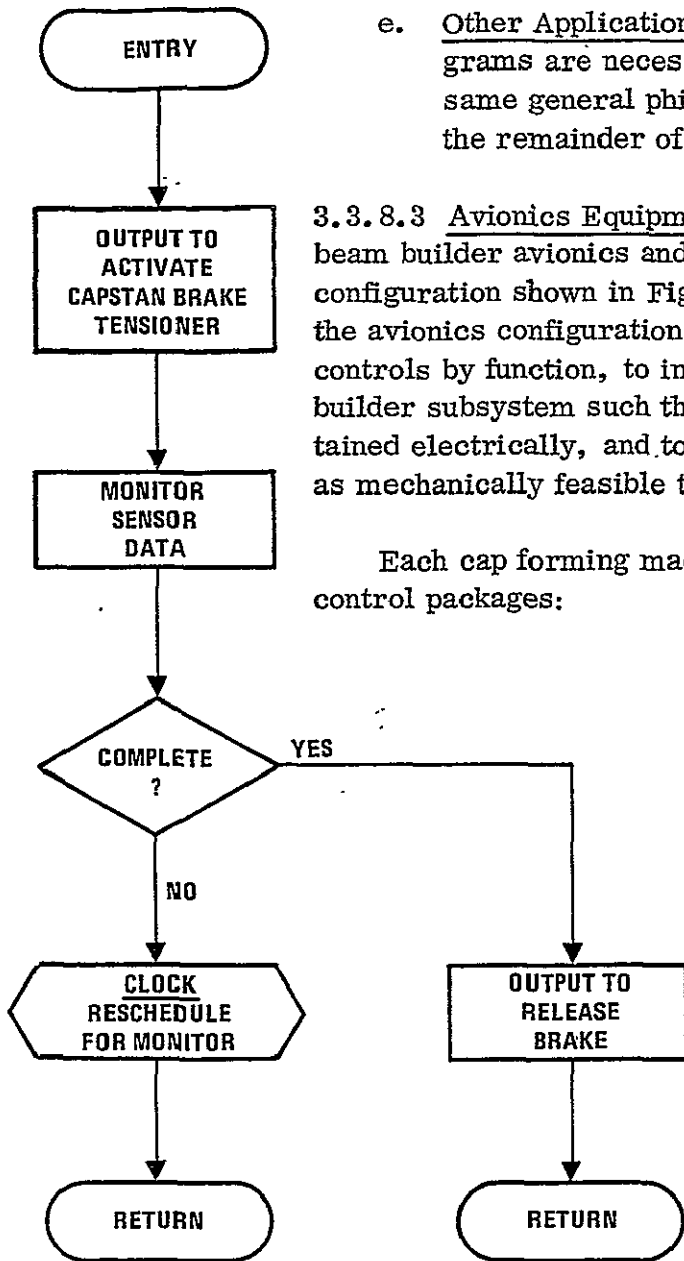 ENTRY
OUTPUT TO
ACTIVATE
CAPSTAN BRAKE
TENSIONER
MONITOR
SENSOR
DATA
COMPLETE
?
YES
NO
CLOCK
RESCHEDULE
FOR MONITOR
OUTPUT TO
RELEASE
BRAKE
RETURN
RETURN
e. Other Application
grams are neces
same general phi
the remainder of
3.3.8.3 Avionics Equipm
beam builder avionics and
configuration shown in Fig
the avionics configuration
controls by function, to in
builder subsystem such th
tained electrically, and to
as mechanically feasible t
Each cap forming mac
control packages: